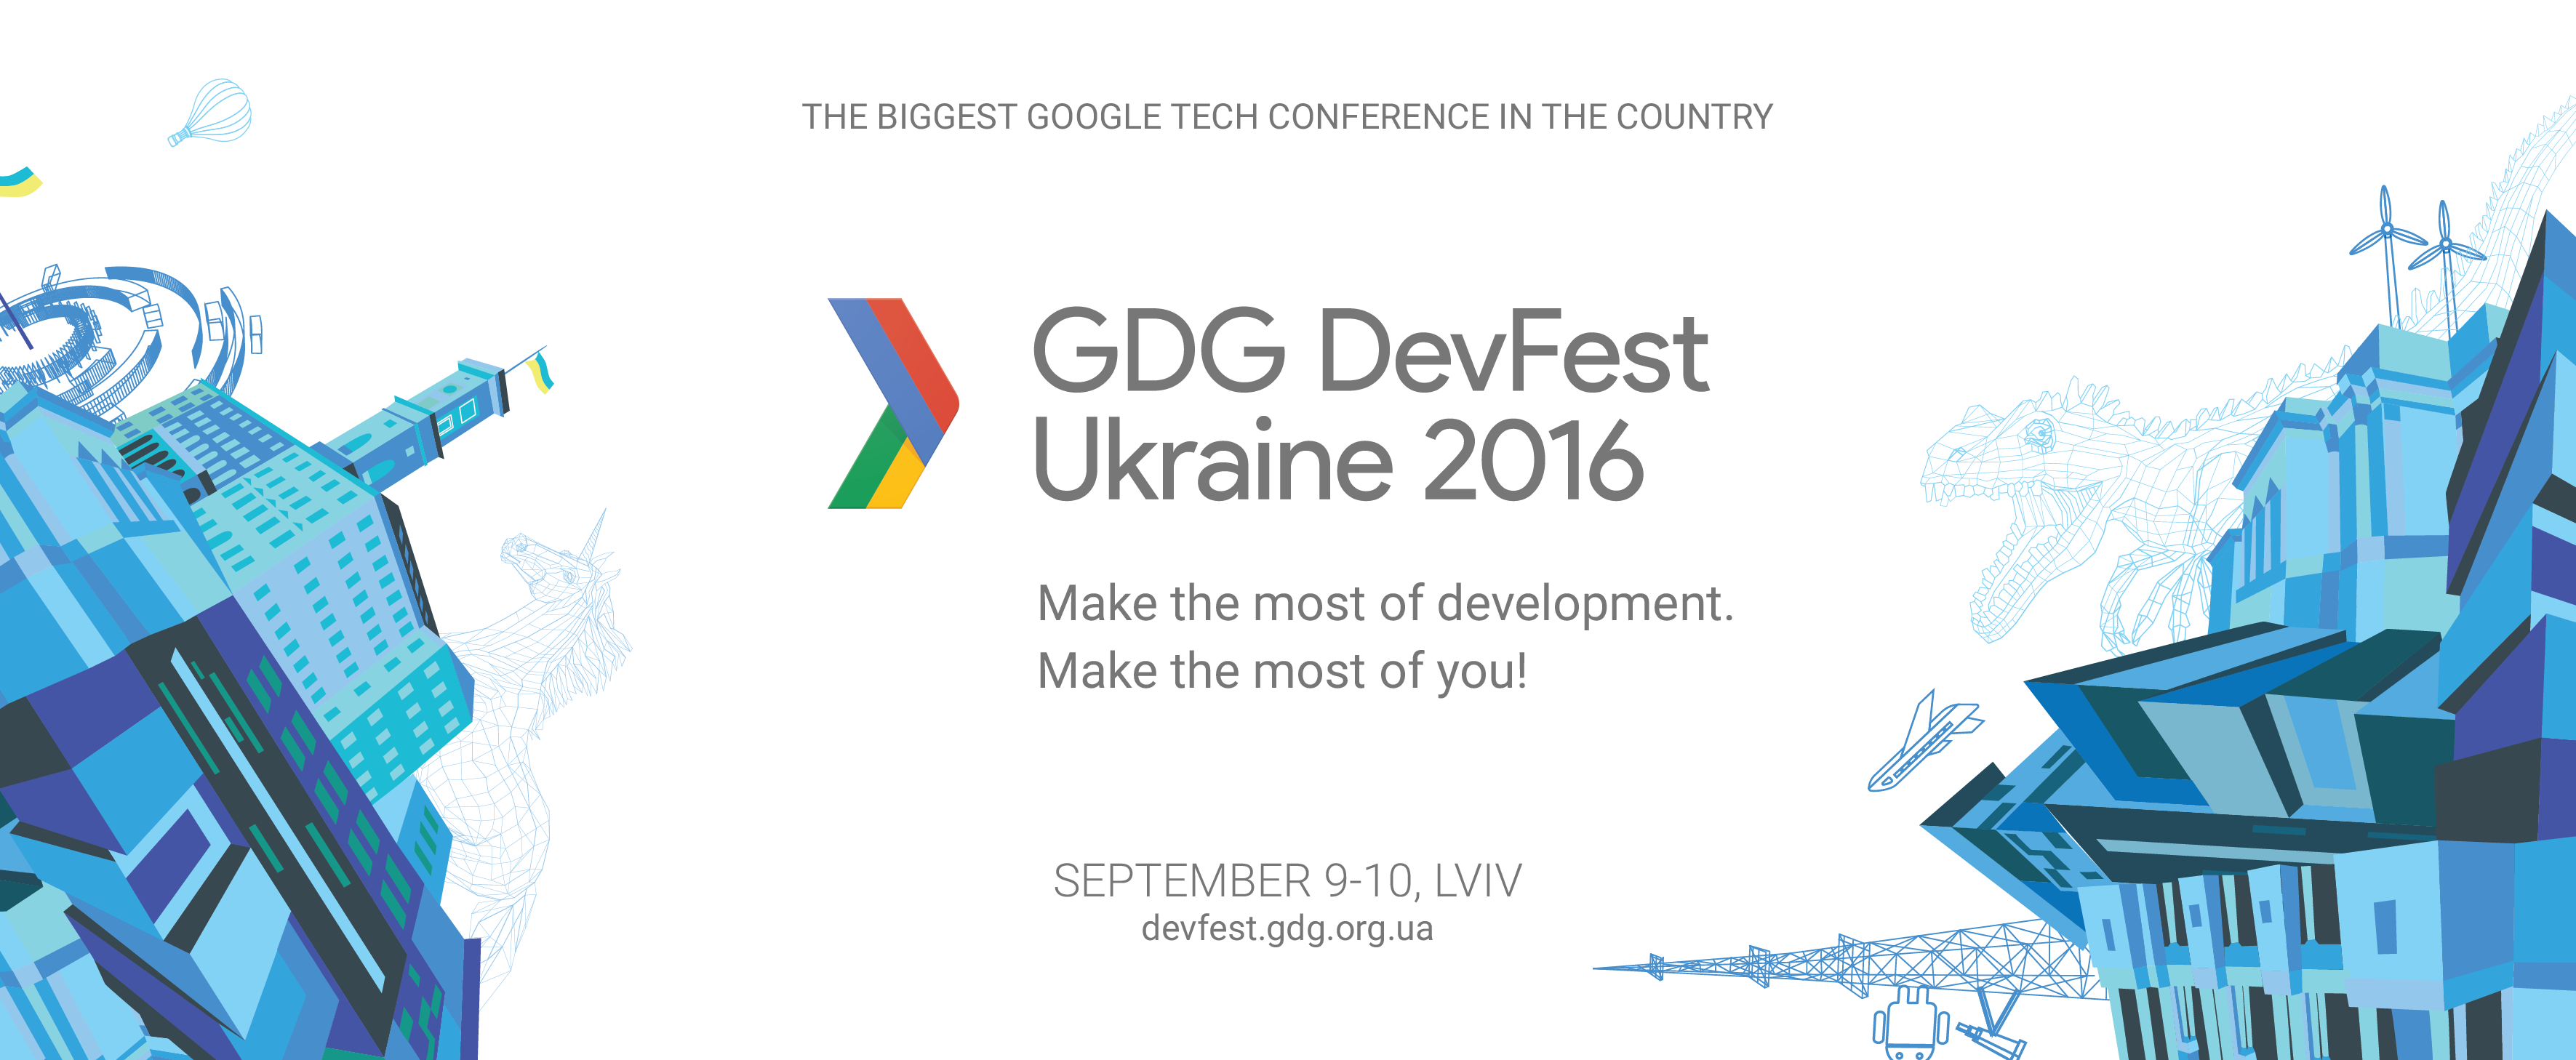 THE BIGGEST GOOGLE TECH CONFERENCE IN THE COUNTRY
GDG DevFest
Ukraine 2016
Make the most of development.
Make the most of you!
SEPTEMBER 9-10, LVIV
devfest.gdg.org.ua